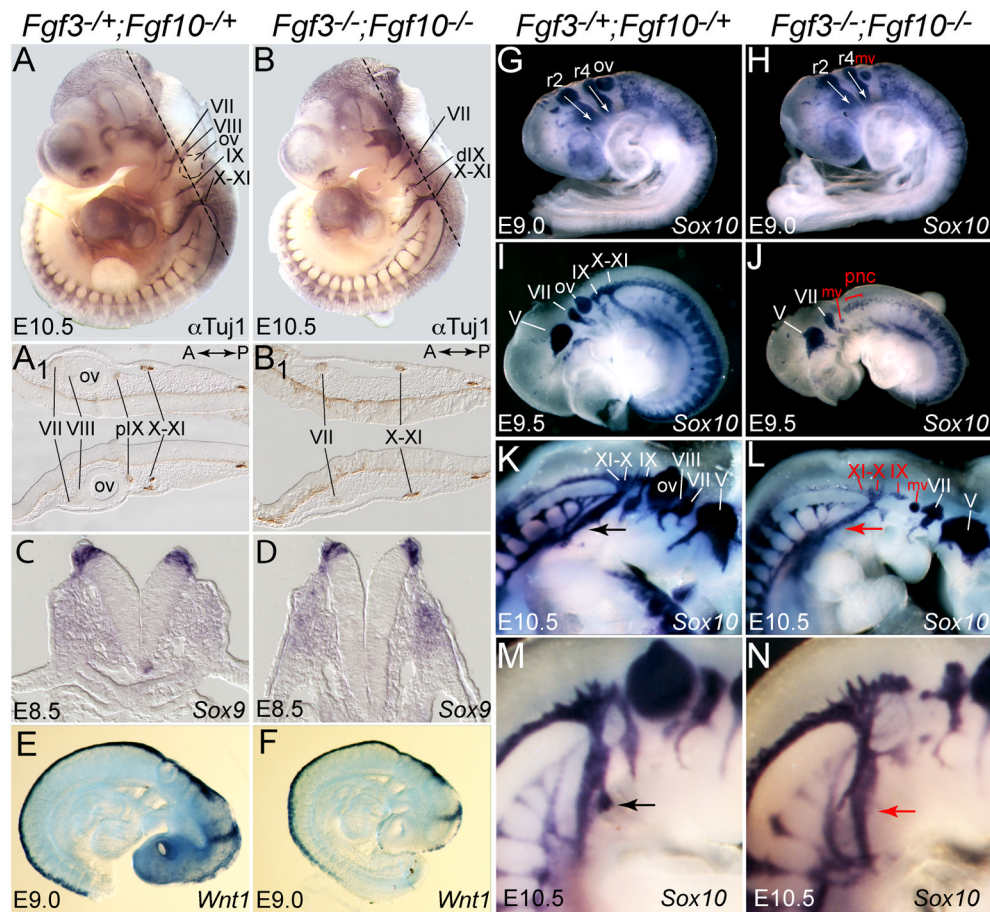 Fgf3-/+;Fgf10-/+
Fgf3-/-;Fgf10-/-
Fgf3-/+;Fgf10-/+
Fgf3-/-;Fgf10-/-
A
VII
VIII
ov
IX
X-XI
E10.5
αTuj1
B
VII
dIX
X-XI
E10.5
αTuj1
A1
A P
ov
VII VIII pIX X-XI
ov
B1
A P
VII X-XI
C
E8.5
Sox9
D
E8.5
Sox9
E
E9.0
Wnt1
F
E9.0
Wnt1
G
r2 r4 ov
E9.0
Sox10
H
r2 r4 mv
E9.0
Sox10
I
V VII ov IX X-XI
E9.5
Sox10
J
V VII mv pnc
E9.5
Sox10
K
XI-X IX VIII
ov VII V
E10.5
Sox10
L
XI-X IX mv VII V
E10.5
Sox10
M
E10.5
Sox10
N
E10.5
Sox10